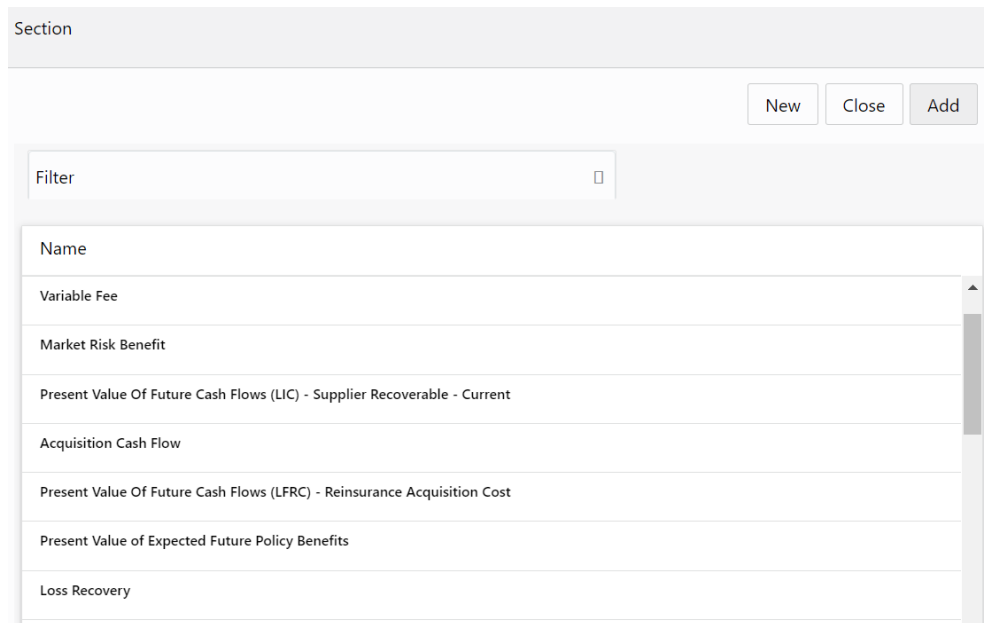 Section
New Close Add
Filter
Name
Variable Fee
Market Risk Benefit
Present Value Of Future Cash Flows (LIC) - Supplier Recoverable - Current
Acquisition Cash Flow
Present Value Of Future Cash Flows (LFRC) - Reinsurance Acquisition Cost
Present Value of Expected Future Policy Benefits
Loss Recovery